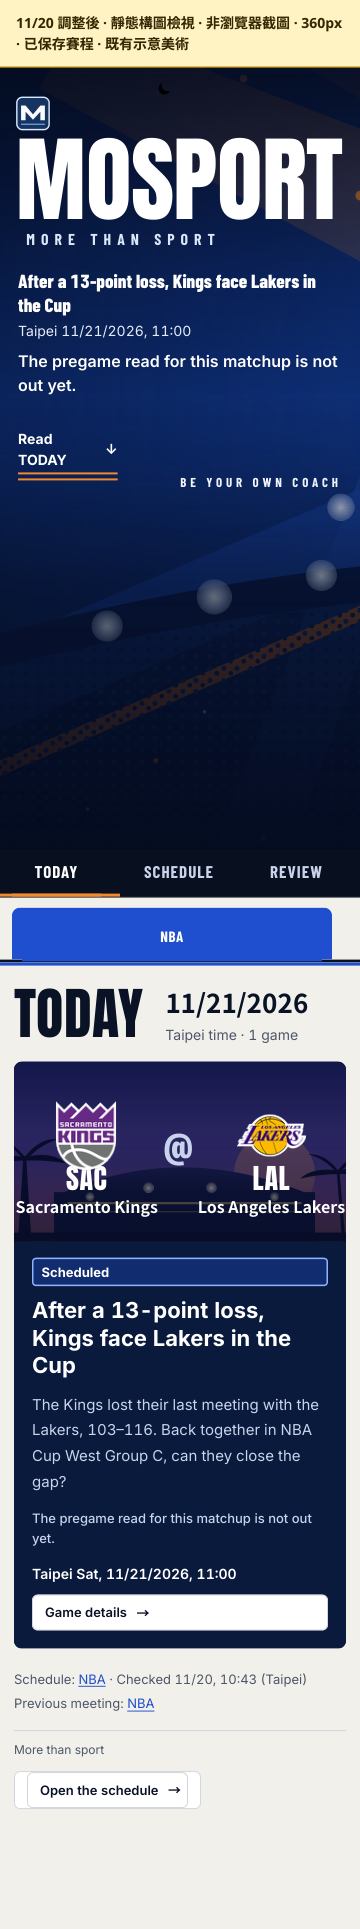 11/20 調整後 · 靜態構圖檢視 · 非瀏覽器截圖 · 360px
· 已保存賽程 · 既有示意美術
M
MOSPORT
MORE THAN SPORT
After a 13-point loss, Kings face Lakers in
the Cup
Taipei 11/21/2026, 11:00
The pregame read for this matchup is not
out yet.
Read
TODAY ↓
BE YOUR OWN COACH
TODAY SCHEDULE REVIEW
NBA
TODAY 11/21/2026
Taipei time · 1 game
SACRAMENTO
KINGS
LOS ANGELES
LAKERS
@
SAC LAL
Sacramento Kings Los Angeles Lakers
Scheduled
After a 13-point loss,
Kings face Lakers in the
Cup
The Kings lost their last meeting with the
Lakers, 103–116. Back together in NBA
Cup West Group C, can they close the
gap?
The pregame read for this matchup is not out
yet.
Taipei Sat, 11/21/2026, 11:00
Game details →
Schedule: NBA · Checked 11/20, 10:43 (Taipei)
Previous meeting: NBA
More than sport
Open the schedule →